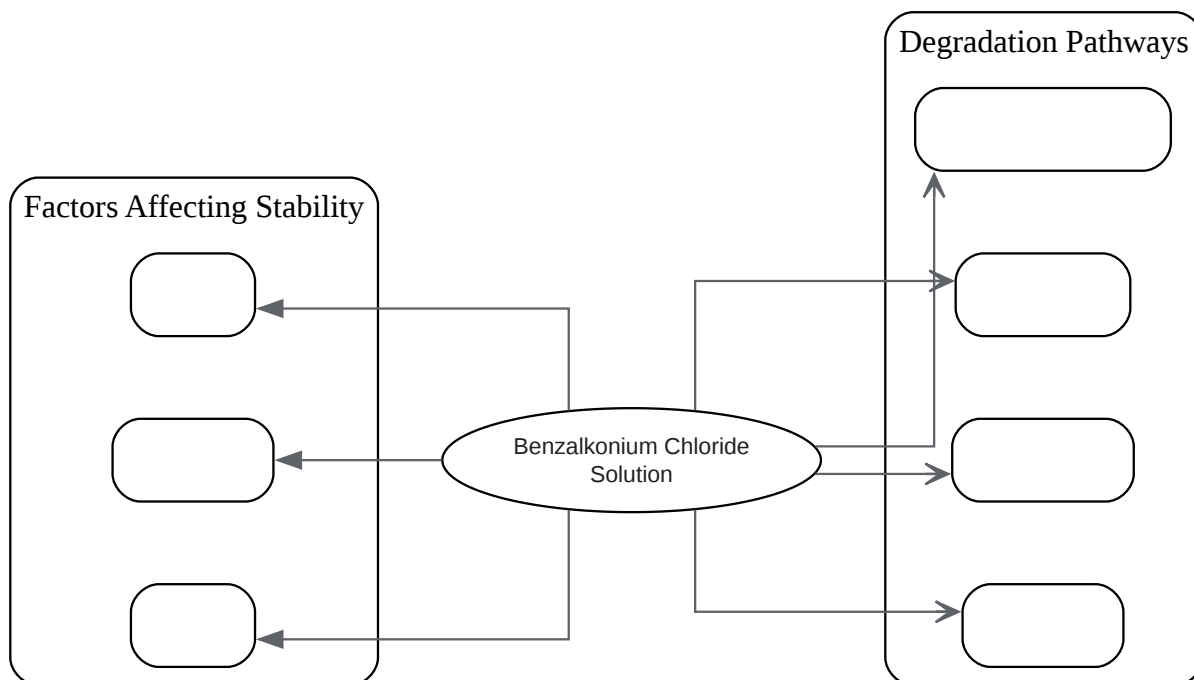 Degradation Pathways
Factors Affecting Stability
Benzalkonium Chloride
Solution